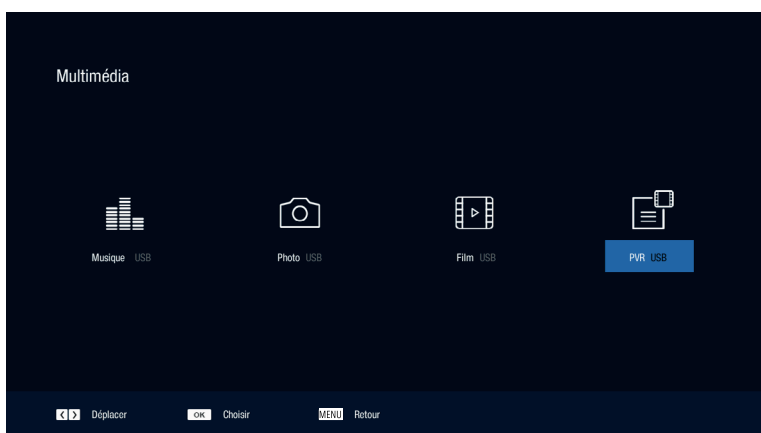 Multimédia
Musique USB
Photo USB
Film USB
PVR USB
Déplacer
OK Choisir
MENU Retour